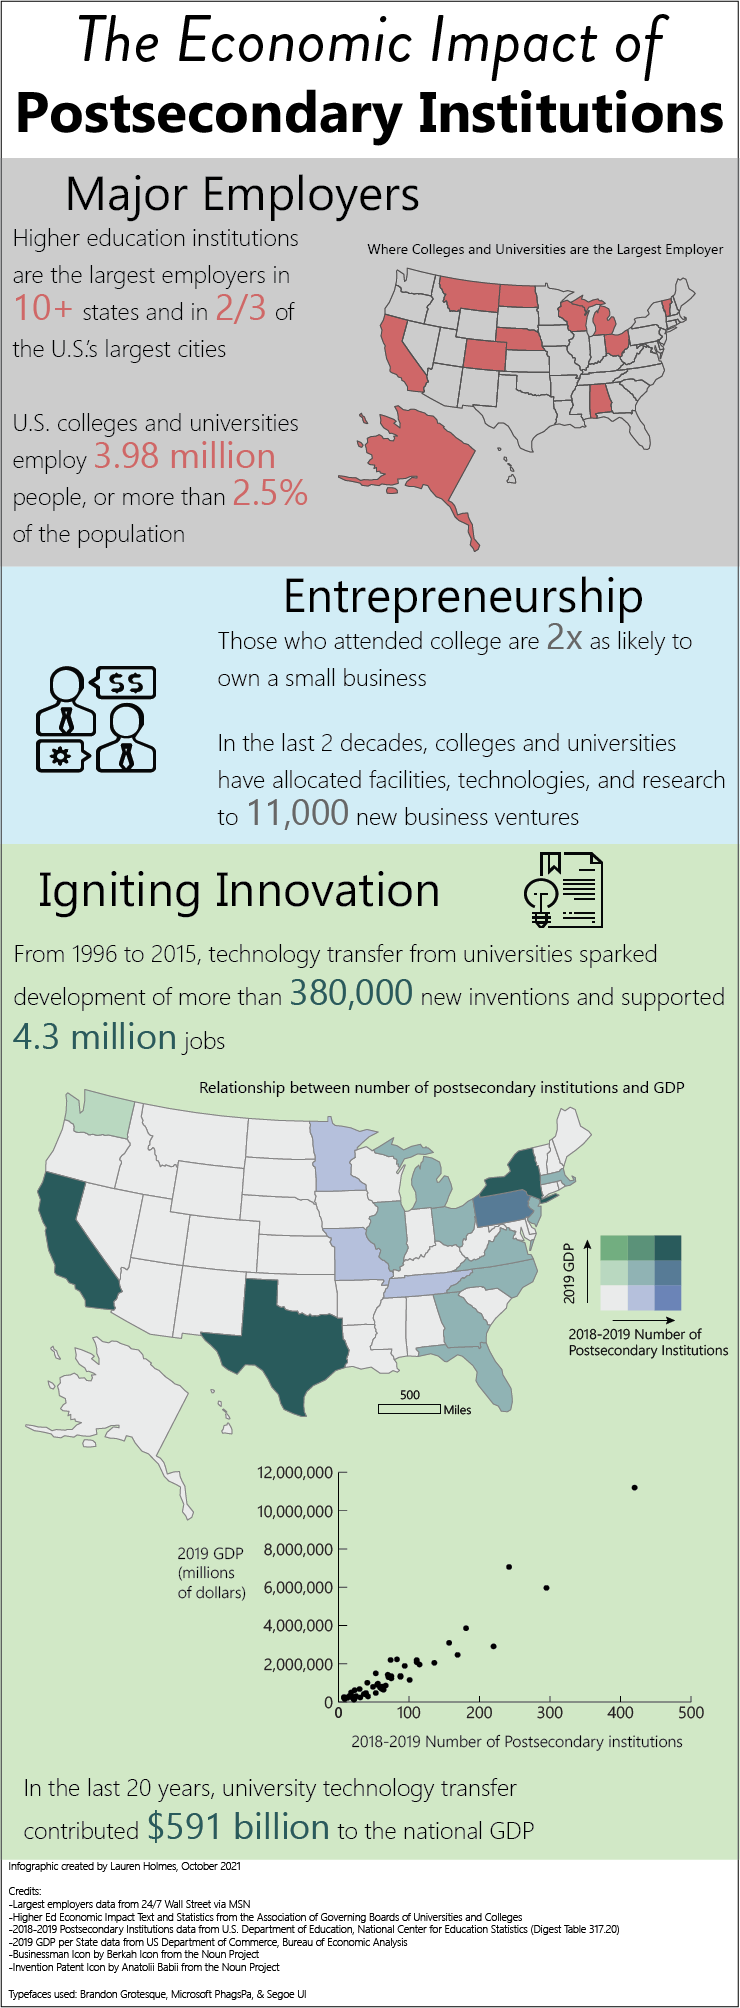 The Economic Impact of
Postsecondary Institutions
Major Employers
Higher education institutions
are the largest employers in
10+ states and in 2/3 of
the U.S.'s largest cities
Where Colleges and Universities are the Largest Employer
U.S. colleges and universities
employ 3.98 million
people, or more than 2.5%
of the population
Entrepreneurship
$$
Those who attended college are 2x as likely to
own a small business
In the last 2 decades, colleges and universities
have allocated facilities, technologies, and research
to 11,000 new business ventures
Igniting Innovation
From 1996 to 2015, technology transfer from universities sparked
development of more than 380,000 new inventions and supported
4.3 million jobs
Relationship between number of postsecondary institutions and GDP
2019 GDP
2018-2019 Number of
Postsecondary Institutions
500
Miles
12,000,000
10,000,000
8,000,000
6,000,000
4,000,000
2,000,000
0
2019 GDP
(millions
of dollars)
0 100 200 300 400 500
2018-2019 Number of Postsecondary institutions
In the last 20 years, university technology transfer
contributed $591 billion to the national GDP
Infographic created by Lauren Holmes, October 2021
Credits:
-Largest employers data from 24/7 Wall Street via MSN
-Higher Ed Economic Impact Text and Statistics from the Association of Governing Boards of Universities and Colleges
-2018-2019 Postsecondary Institutions data from U.S. Department of Education, National Center for Education Statistics (Digest Table 317.20)
-2019 GDP per State data from US Department of Commerce, Bureau of Economic Analysis
-Businessman Icon by Berkah Icon from the Noun Project
-Invention Patent Icon by Anatolii Babii from the Noun Project
Typefaces used: Brandon Grotesque, Microsoft PhagsPa, & Segoe UI